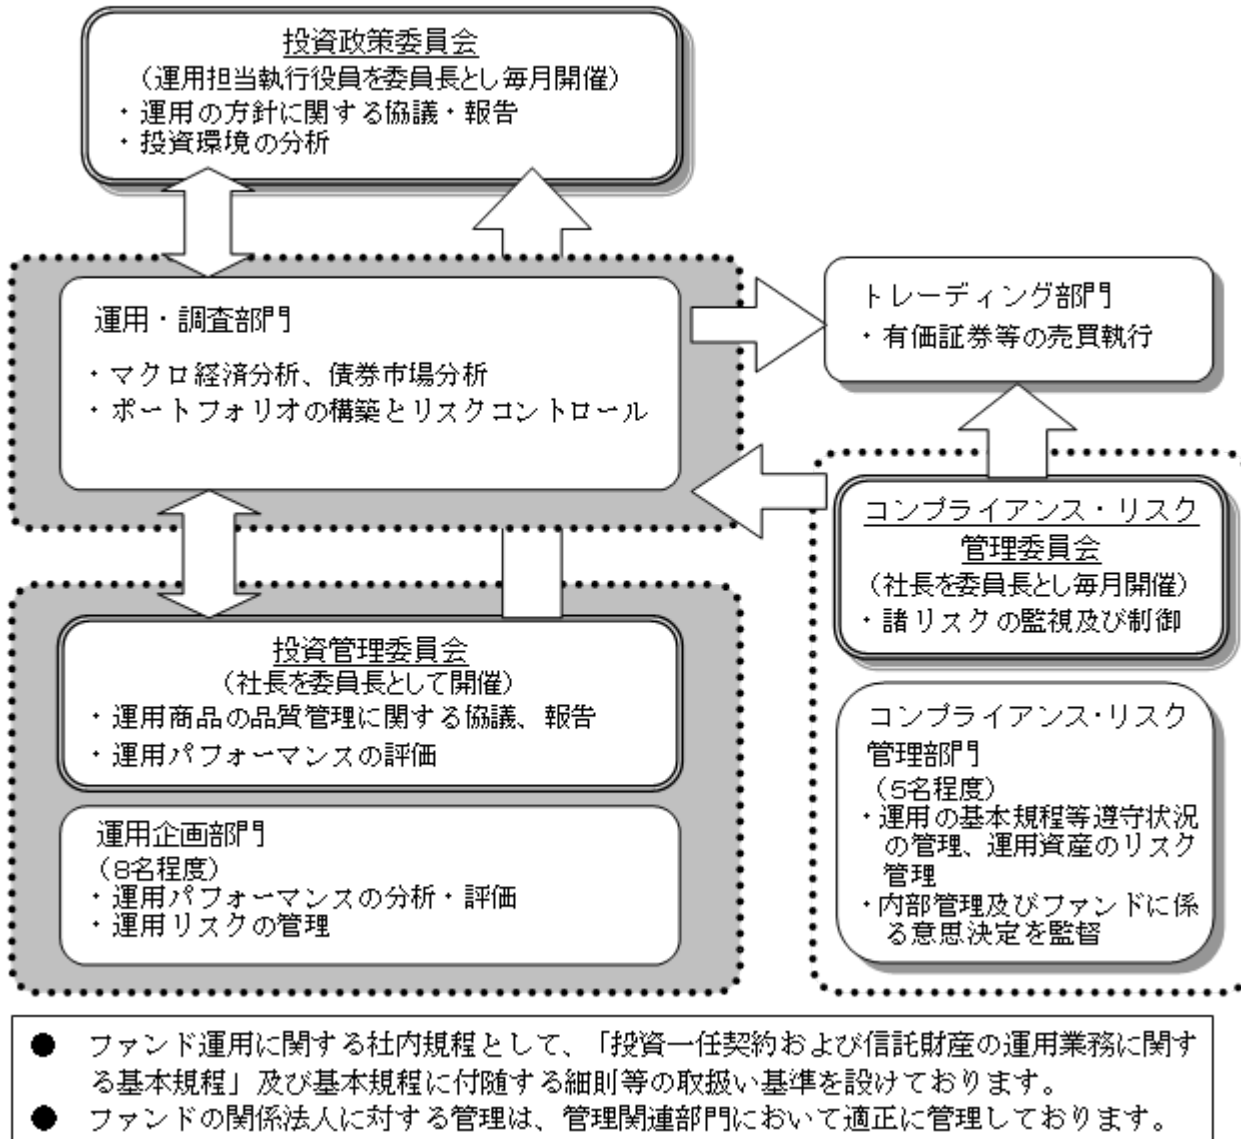 投資政策委員会
（運用担当執行役員を委員長とし毎月開催）
・運用の方針に関する協議・報告
・投資環境の分析
運用・調査部門
・マクロ経済分析、債券市場分析
・ポートフォリオの構築とリスクコントロール
トレーディング部門
・有価証券等の売買執行
コンプライアンス・リスク
管理委員会
（社長を委員長とし毎月開催）
・諸リスクの監視及び制御
投資管理委員会
（社長を委員長として開催）
・運用商品の品質管理に関する協議、報告
・運用パフォーマンスの評価
運用企画部門
（8名程度）
・運用パフォーマンスの分析・評価
・運用リスクの管理
コンプライアンス・リスク
管理部門
（5名程度）
・運用の基本規程等遵守状況
の管理、運用資産のリスク
管理
・内部管理及びファンドに係
る意思決定を監督
● ファンド運用に関する社内規程として、「投資一任契約および信託財産の運用業務に関す
る基本規程」及び基本規程に付随する細則等の取扱い基準を設けております。
● ファンドの関係法人に対する管理は、管理関連部門において適正に管理しております。